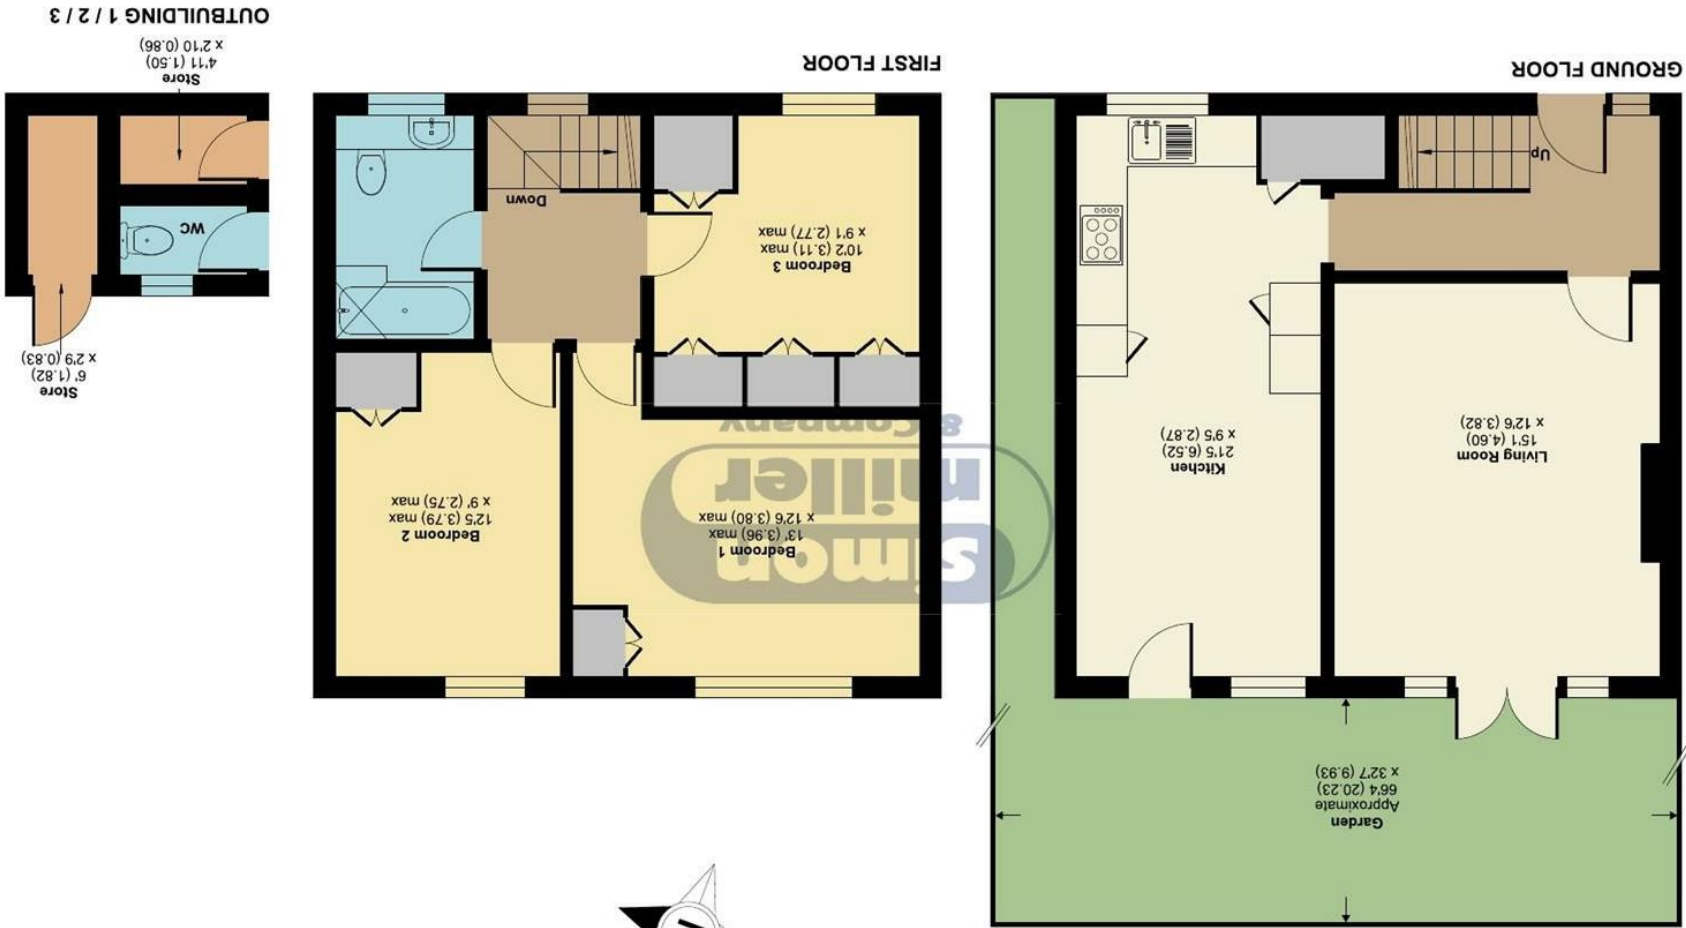 Garden
Approximate
66'4 (20.23)
x 32'7 (9.93)
Living Room
15'1 (4.60)
x 12'6 (3.82)
Kitchen
21'5 (6.52)
x 9'5 (2.87)
Up
GROUND FLOOR
Bedroom 1
13' (3.96) max
x 12'6 (3.80) max
Bedroom 2
12'5 (3.79) max
x 9' (2.75) max
Bedroom 3
10'2 (3.11) max
x 9'1 (2.77) max
Down
FIRST FLOOR
Store
6' (1.82)
x 2'9 (0.83)
WC
Store
4'11 (1.50)
x 2'10 (0.86)
OUTBUILDING 1 / 2 / 3
simon
miller
& Company